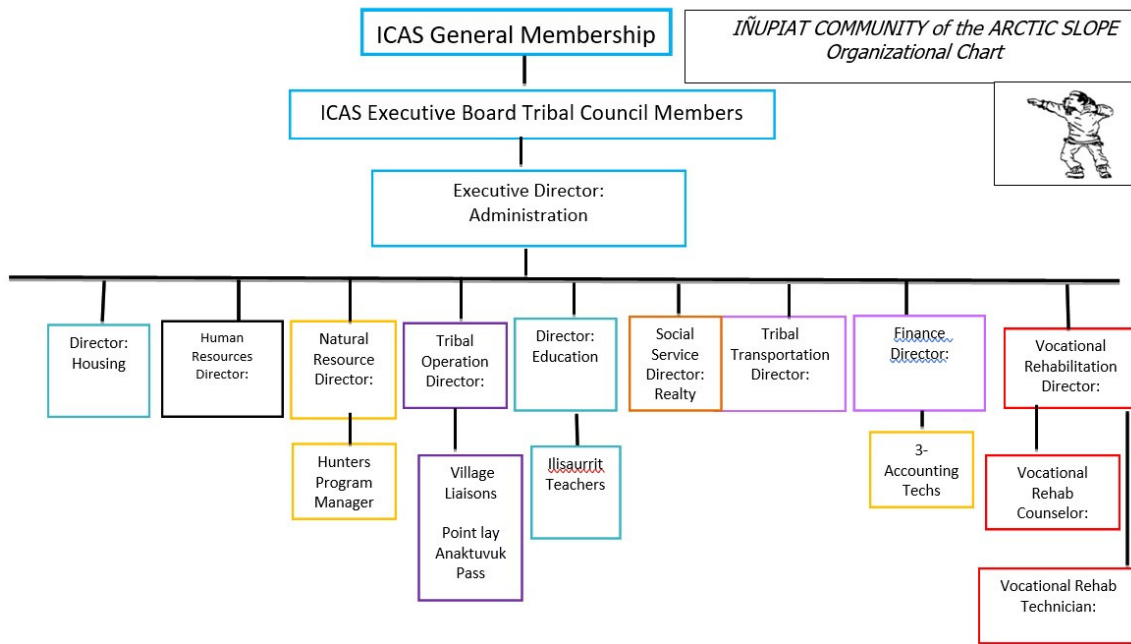 ICAS General Membership
IÑUPIAT COMMUNITY of the ARCTIC SLOPE
Organizational Chart
ICAS Executive Board Tribal Council Members
Executive Director:
Administration
Director:
Housing
Human
Resources
Director:
Natural
Resource
Director:
Tribal
Operation
Director:
Director:
Education
Social
Service
Director:
Realty
Tribal
Transportation
Director:
Finance
Director:
Vocational
Rehabilitation
Director:
Hunters
Program
Manager
Village
Liaisons
Point lay
Anaktuvuk
Pass
Ilisaurrit
Teachers
3-
Accounting
Techs
Vocational
Rehab
Counselor:
Vocational Rehab
Technician: